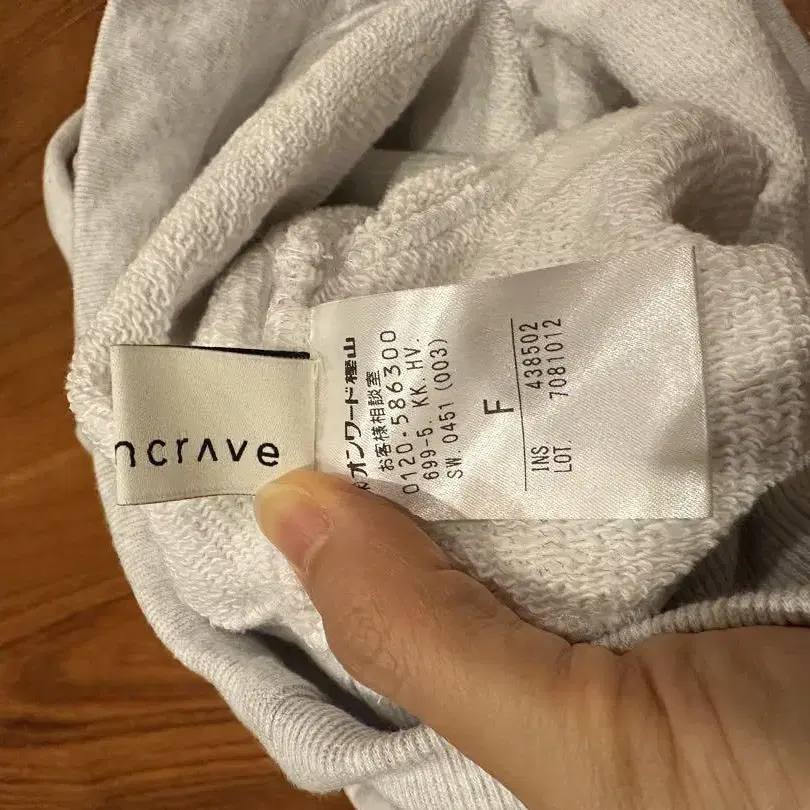 ncrave
オンワード樫山
お客様相談室
0120-586300
699-5. KK.HV.
SW. 0451 (003)
F
INS 438502
LOT. 7081012